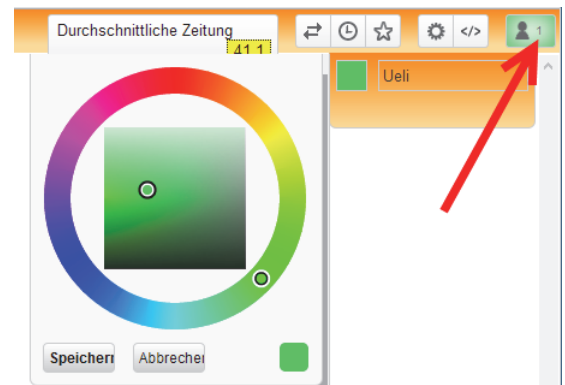 Durchschnittliche Zeitung
41.1
</>
1
Ueli
Speichern
Abbrechen